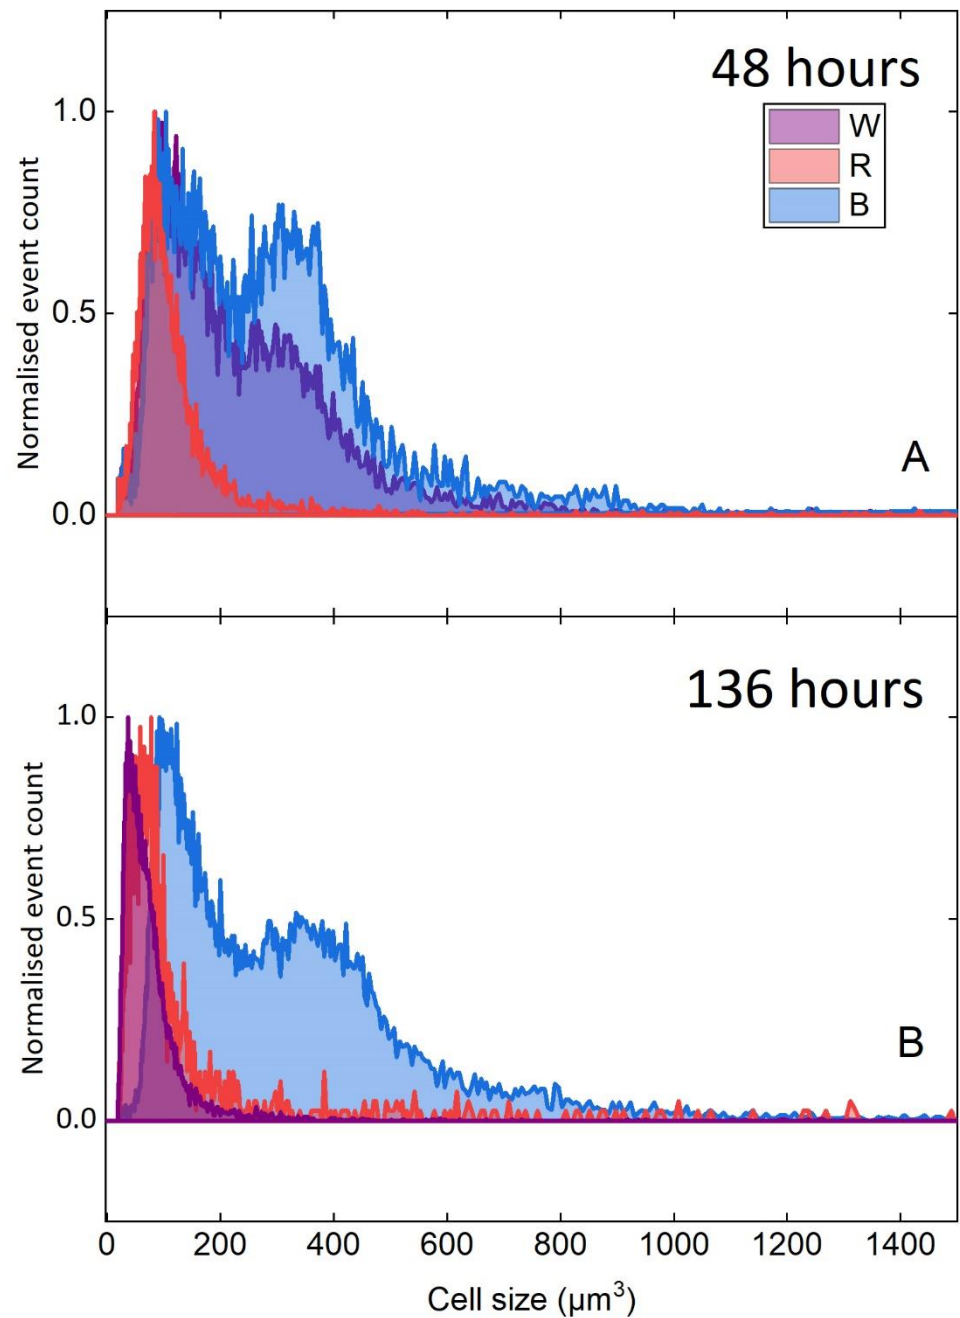 48 hours
W
R
B
1.0
0.5
0.0
Normalised event count
A
136 hours
1.0
0.5
0.0
Normalised event count
B
0 200 400 600 800 1000 1200 1400
Cell size (µm³)